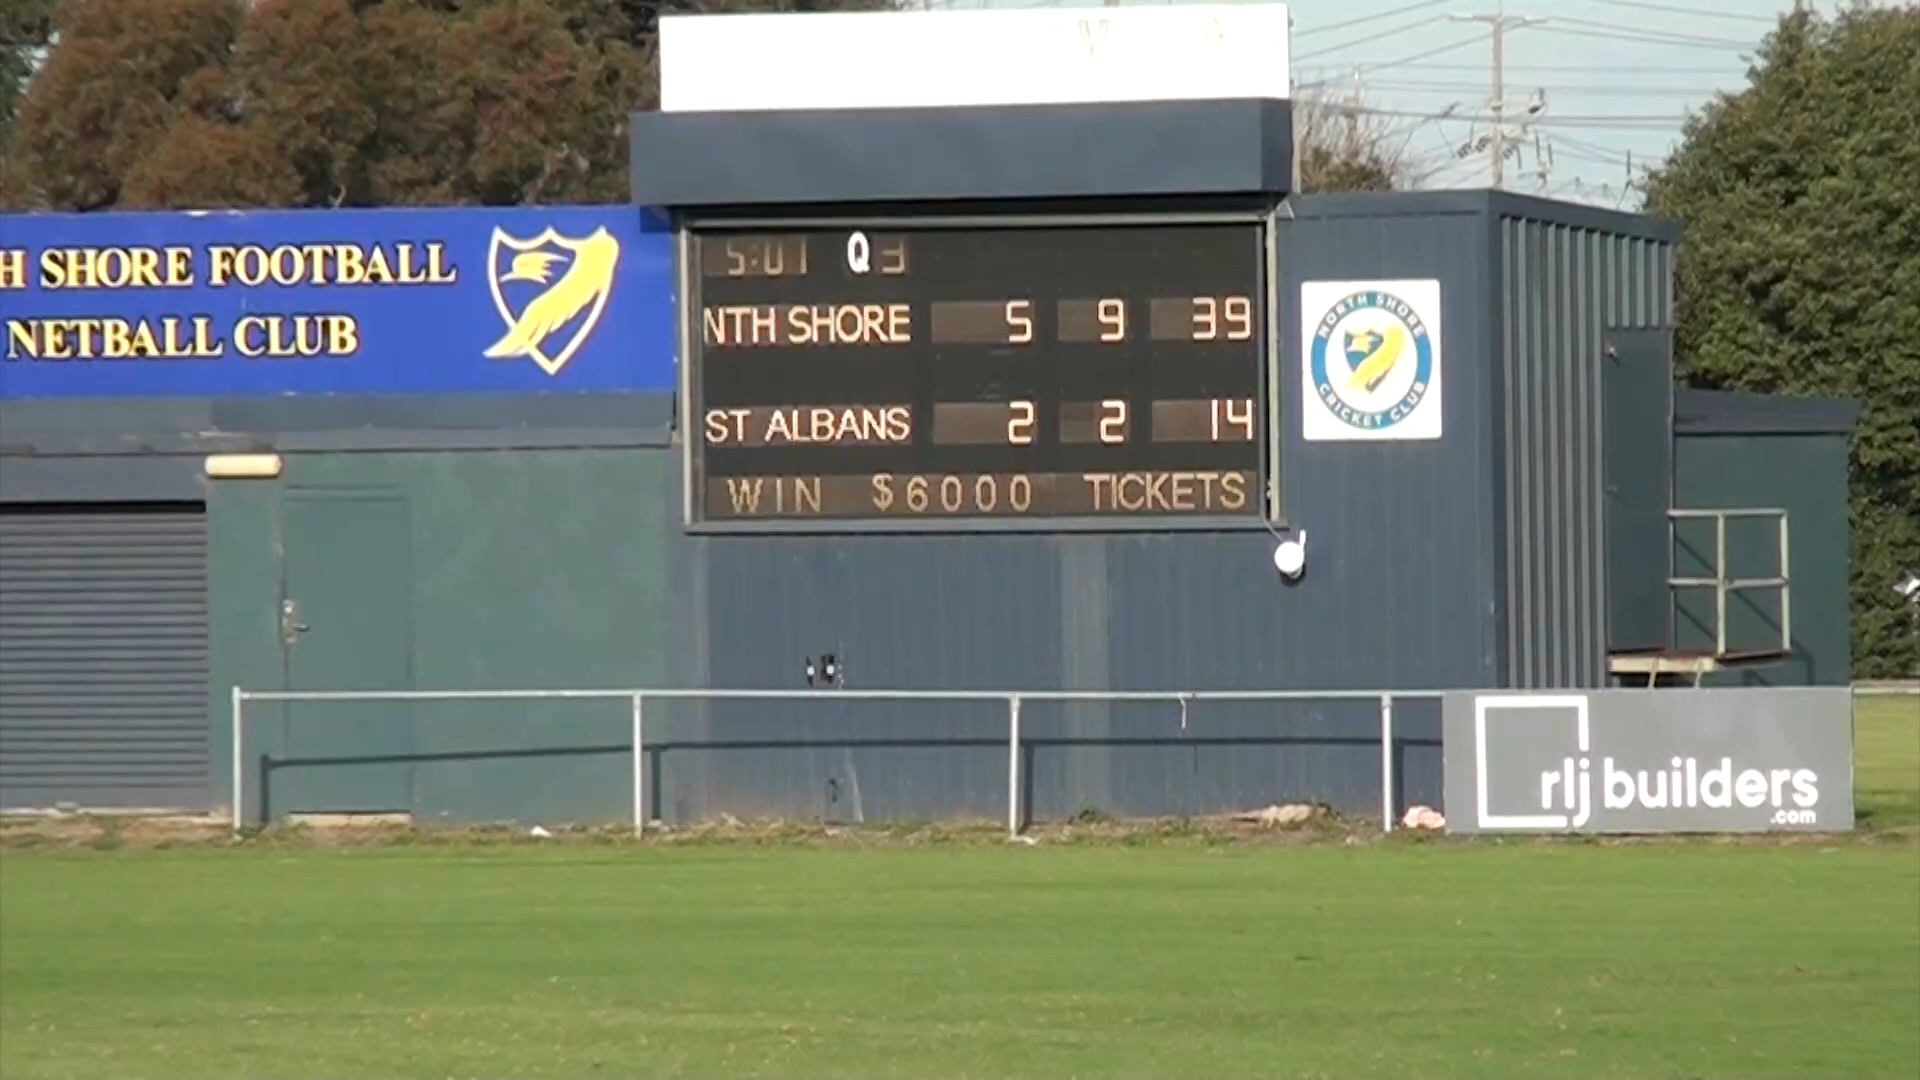 H SHORE FOOTBALL
NETBALL CLUB
5:01 Q 3
NTH SHORE 5 9 39
ST ALBANS 2 2 14
WIN $6000 TICKETS
NORTH SHORE
CRICKET CLUB
rlj builders
.com